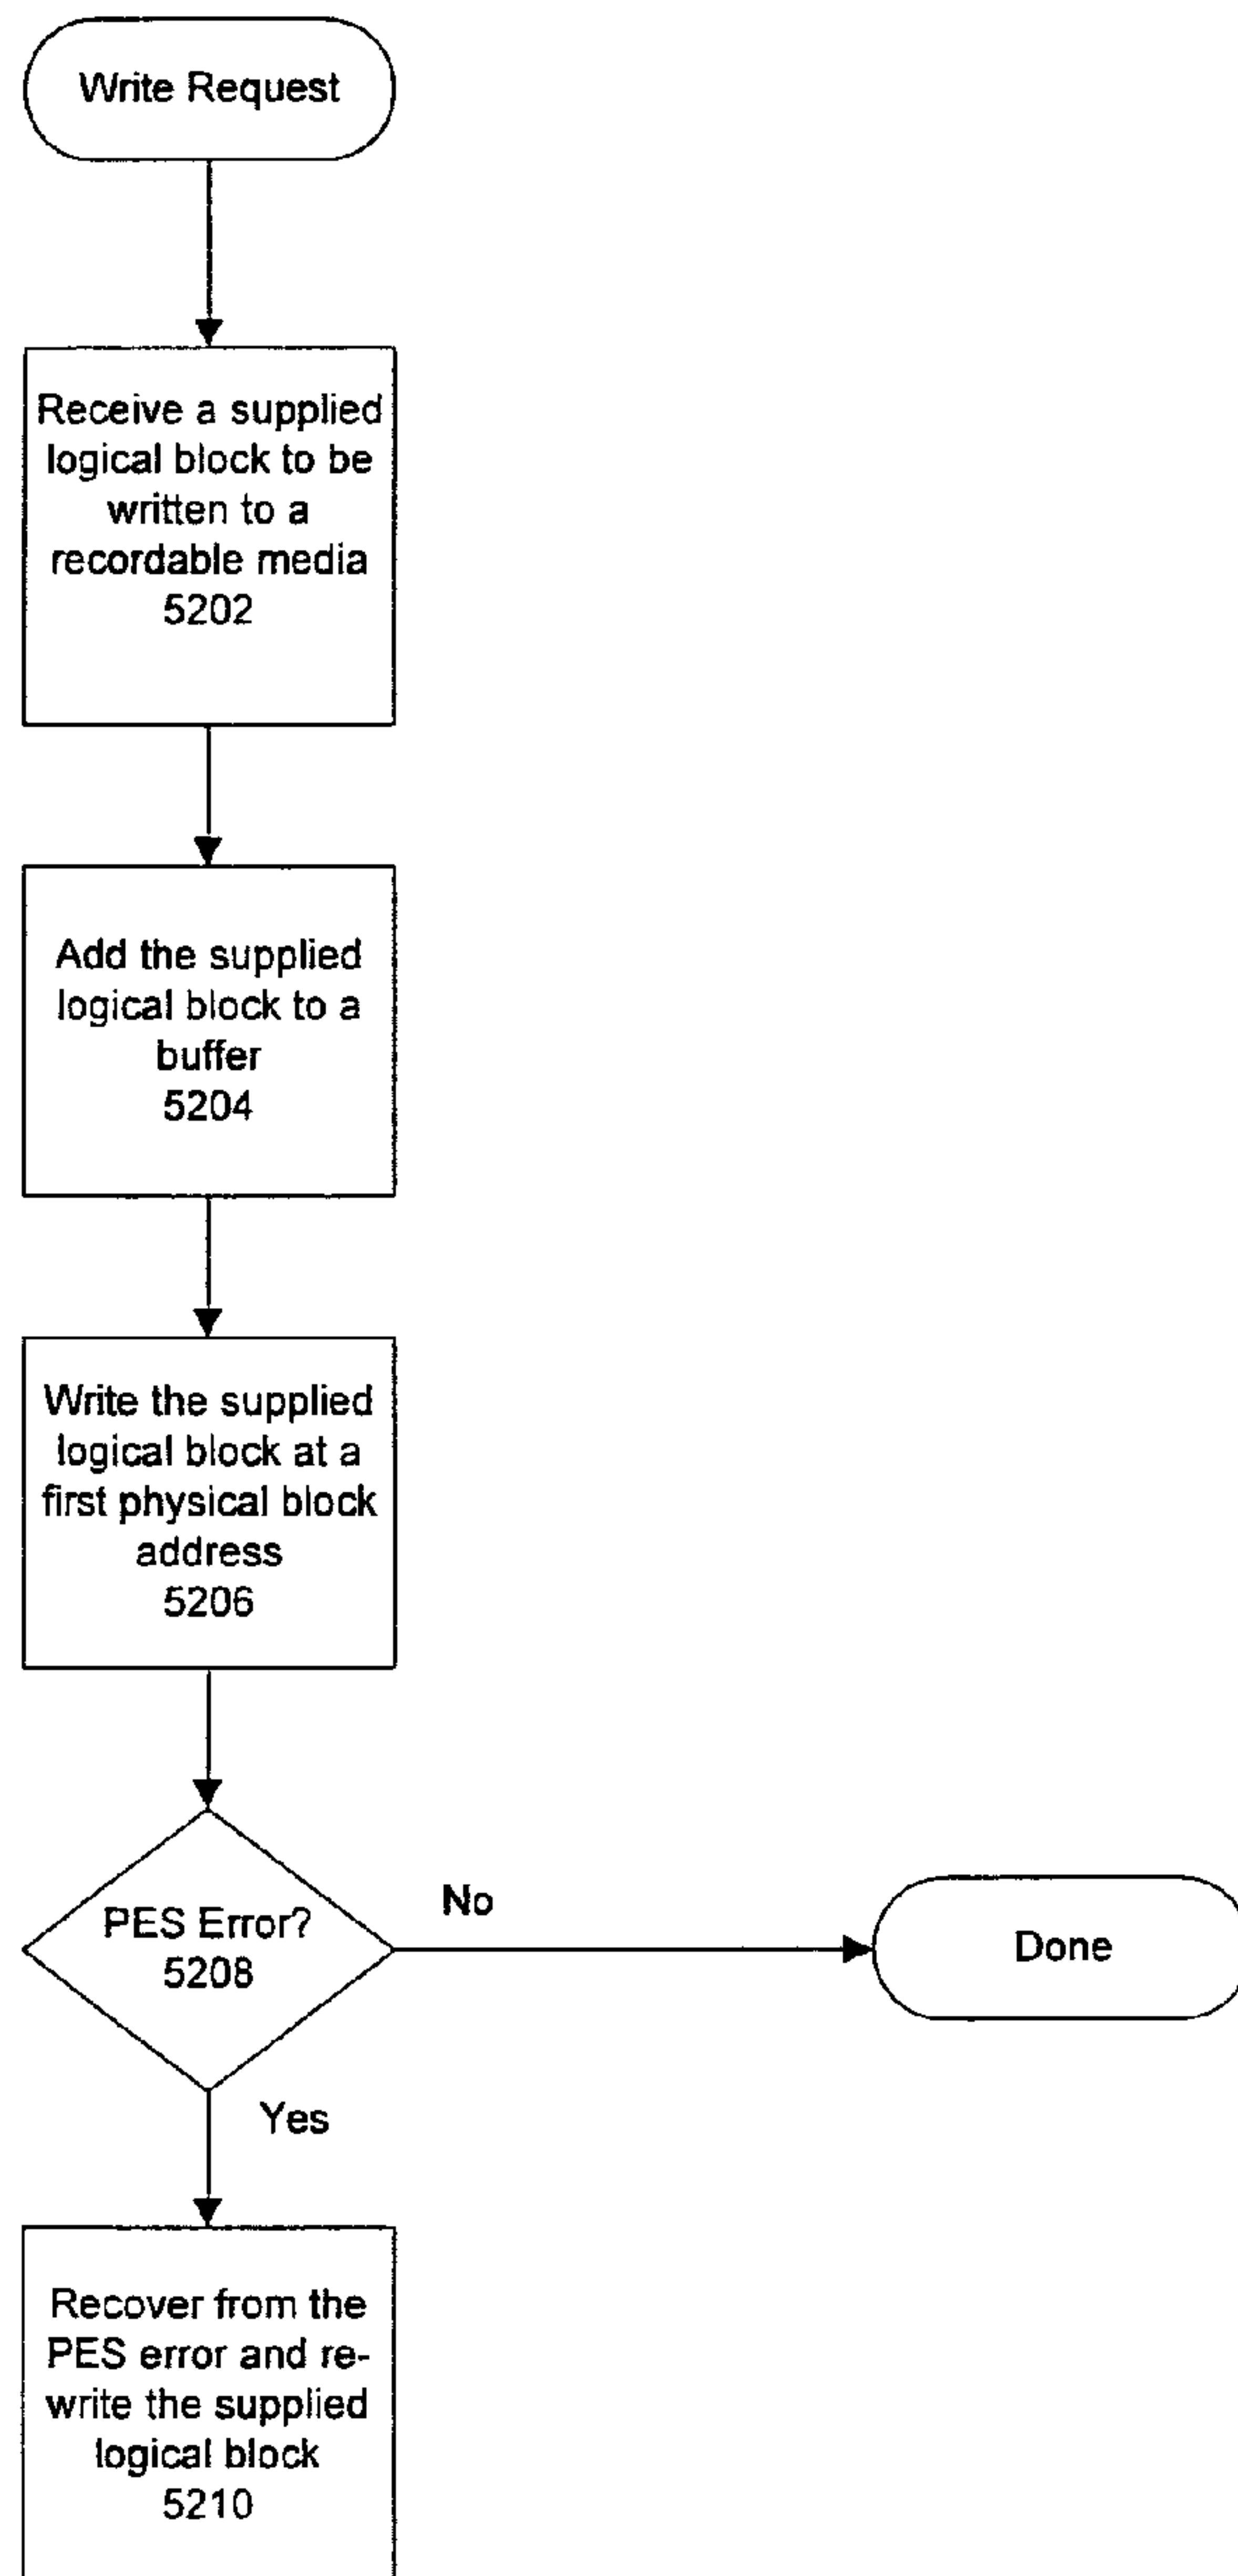 Write Request
Receive a supplied
logical block to be
written to a
recordable media
5202
Add the supplied
logical block to a
buffer
5204
Write the supplied
logical block at a
first physical block
address
5206
PES Error?
5208
No
Done
Yes
Recover from the
PES error and re-
write the supplied
logical block
5210